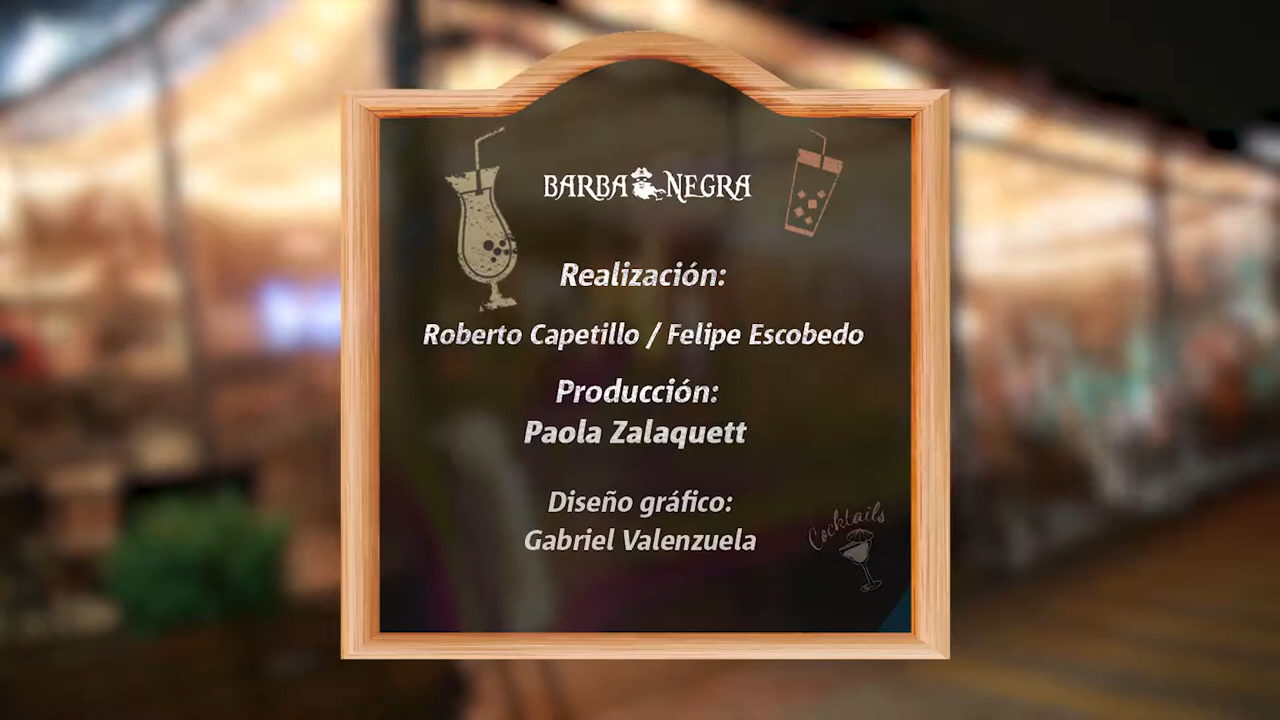 BARBA NEGRA
Realización:
Roberto Capetillo / Felipe Escobedo
Producción:
Paola Zalaquett
Diseño gráfico:
Gabriel Valenzuela
Cocktails